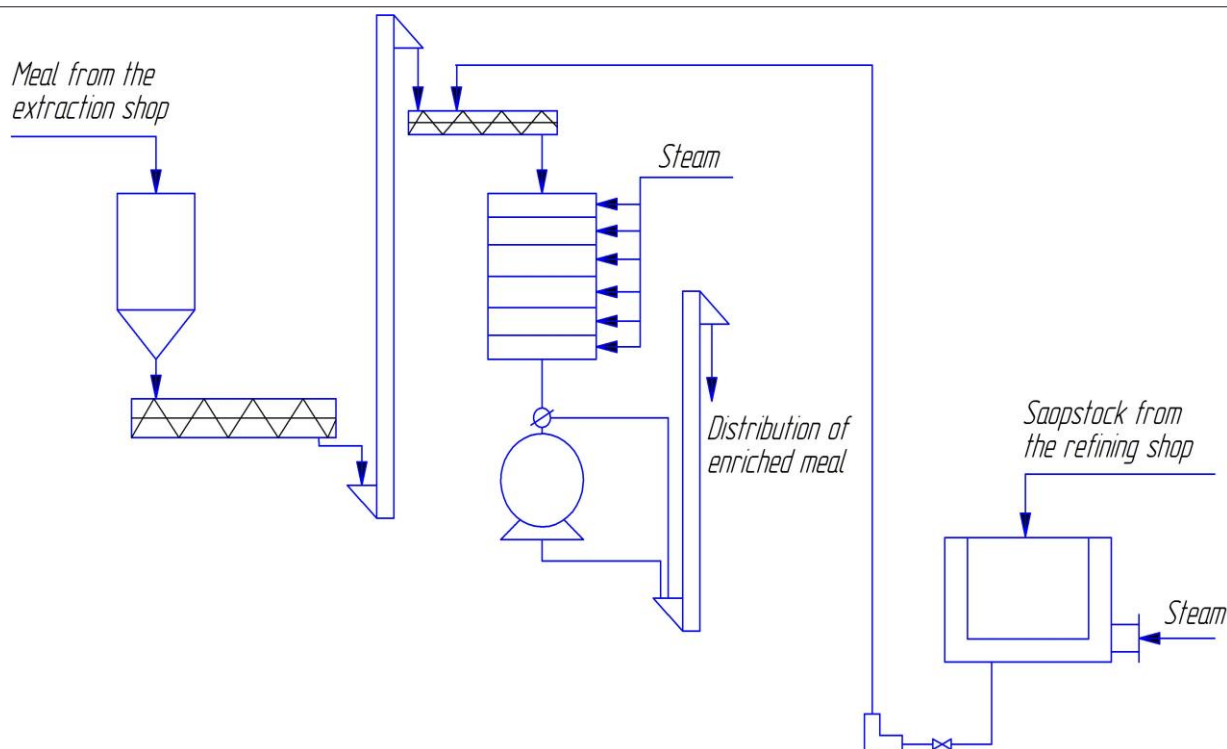 Meal from the
extraction shop
Steam
Distribution of
enriched meal
Saopstock from
the refining shop
Steam